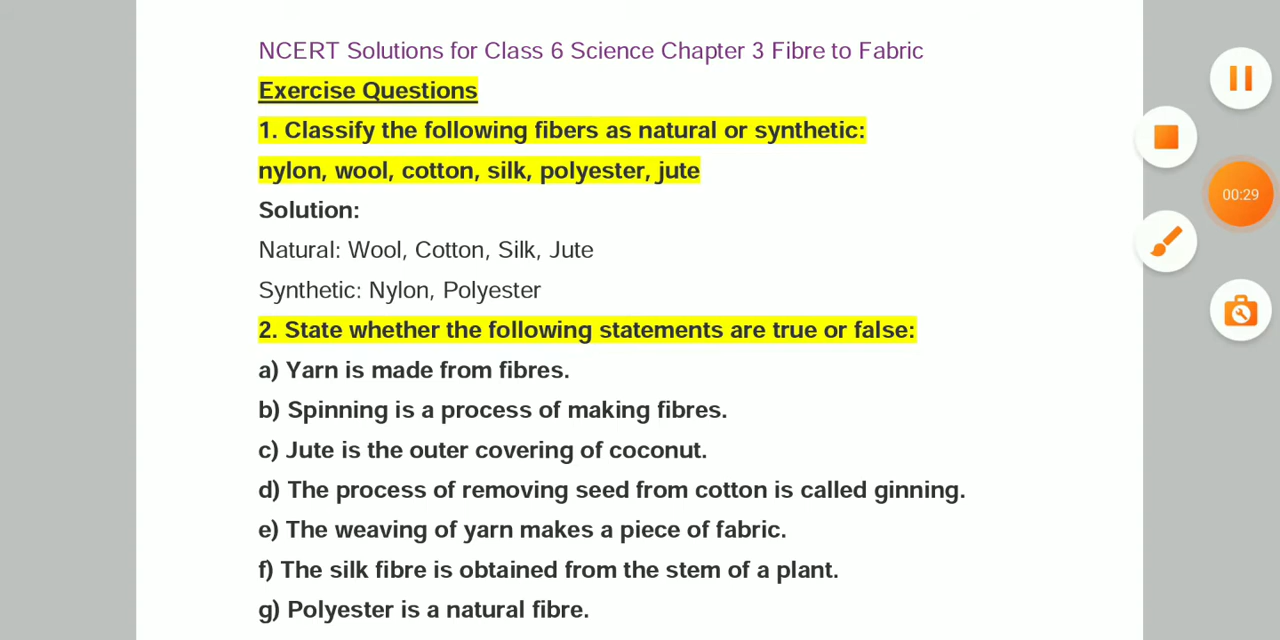 NCERT Solutions for Class 6 Science Chapter 3 Fibre to Fabric
Exercise Questions
1. Classify the following fibers as natural or synthetic:
nylon, wool, cotton, silk, polyester, jute
Solution:
Natural: Wool, Cotton, Silk, Jute
Synthetic: Nylon, Polyester
2. State whether the following statements are true or false:
a) Yarn is made from fibres.
b) Spinning is a process of making fibres.
c) Jute is the outer covering of coconut.
d) The process of removing seed from cotton is called ginning.
e) The weaving of yarn makes a piece of fabric.
f) The silk fibre is obtained from the stem of a plant.
g) Polyester is a natural fibre.
00:29